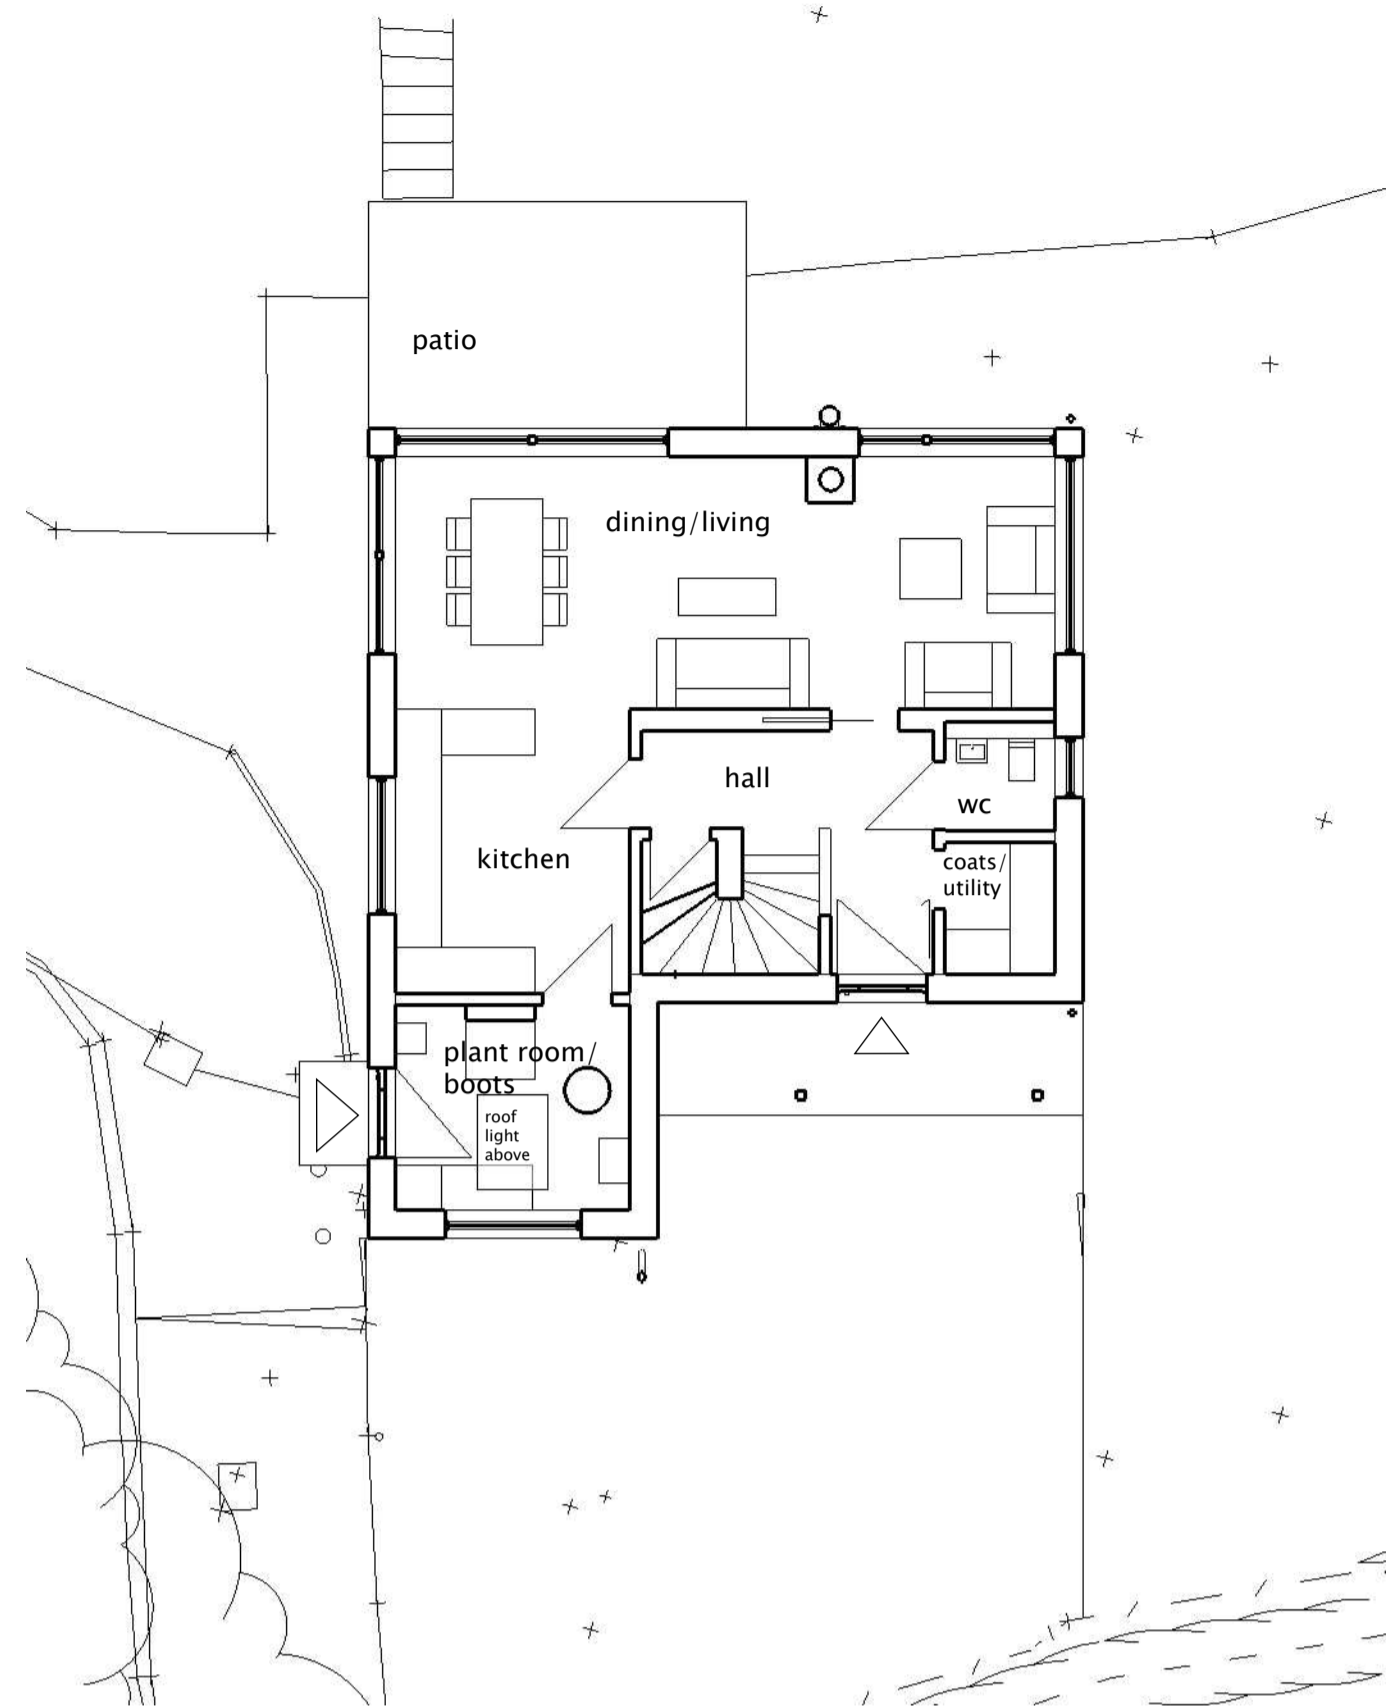 patio
dining/living
hall
wc
kitchen
coats/
utility
plant room/
boots
roof
light
above